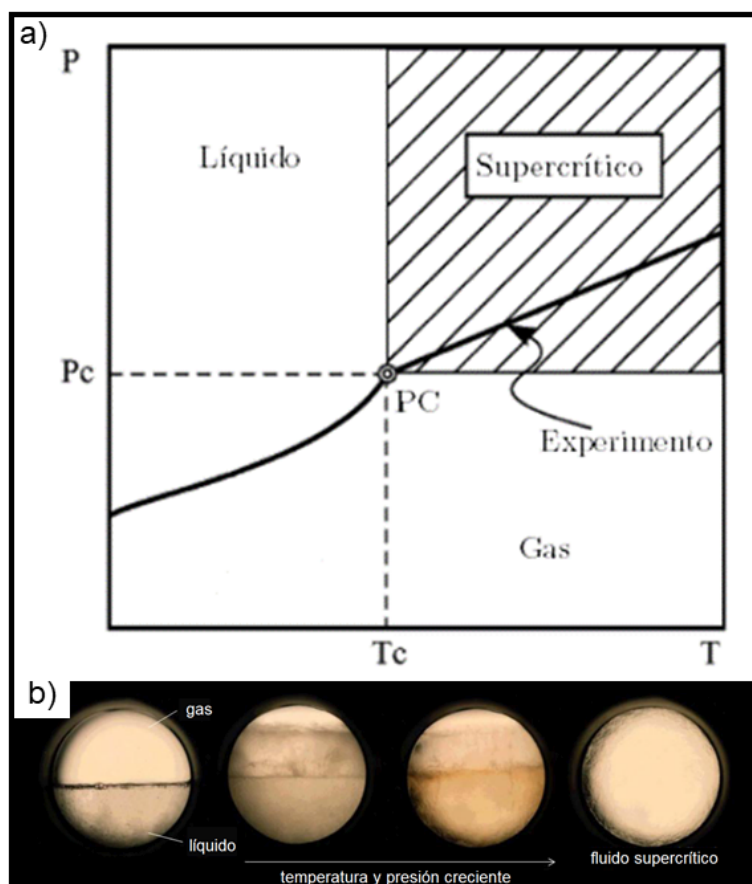 a)
P
Líquido
Supercrítico
Pc
PC
Experimento
Gas
Tc
T
b)
gas
líquido
temperatura y presión creciente
fluido supercrítico